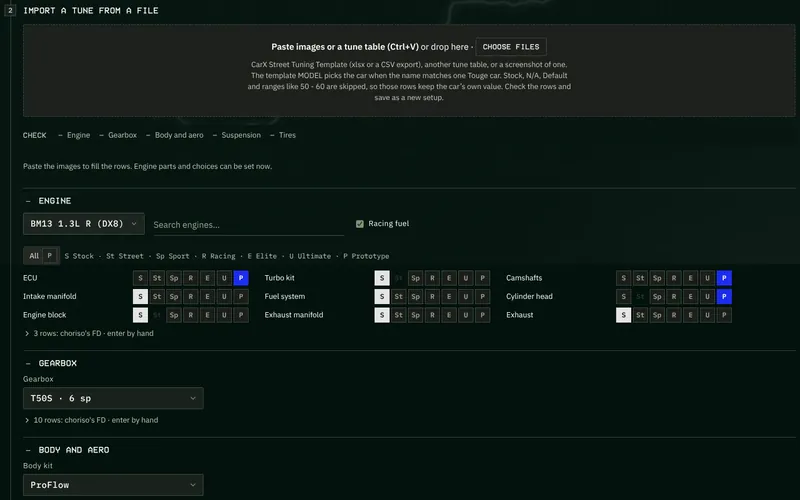 2 IMPORT A TUNE FROM A FILE
Paste images or a tune table (Ctrl+V) or drop here · CHOOSE FILES
CarX Street Tuning Template (xlsx or a CSV export), another tune table, or a screenshot of one.
The template MODEL picks the car when the name matches one Touge car. Stock, N/A, Default
and ranges like 50 - 60 are skipped, so those rows keep the car's own value. Check the rows and
save as a new setup.
CHECK – Engine – Gearbox – Body and aero – Suspension – Tires
Paste the images to fill the rows. Engine parts and choices can be set now.
– ENGINE
BM13 1.3L R (DX8) Search engines... Racing fuel
All P S Stock · St Street · Sp Sport · R Racing · E Elite · U Ultimate · P Prototype
ECU S St Sp R E U P Turbo kit S St Sp R E U P Camshafts S St Sp R E U P
Intake manifold S St Sp R E U P Fuel system S St Sp R E U P Cylinder head S St Sp R E U P
Engine block S St Sp R E U P Exhaust manifold S St Sp R E U P Exhaust S St Sp R E U P
> 3 rows: choriso's FD · enter by hand
– GEARBOX
Gearbox
T50S · 6 sp
> 10 rows: choriso's FD · enter by hand
– BODY AND AERO
Body kit
ProFlow